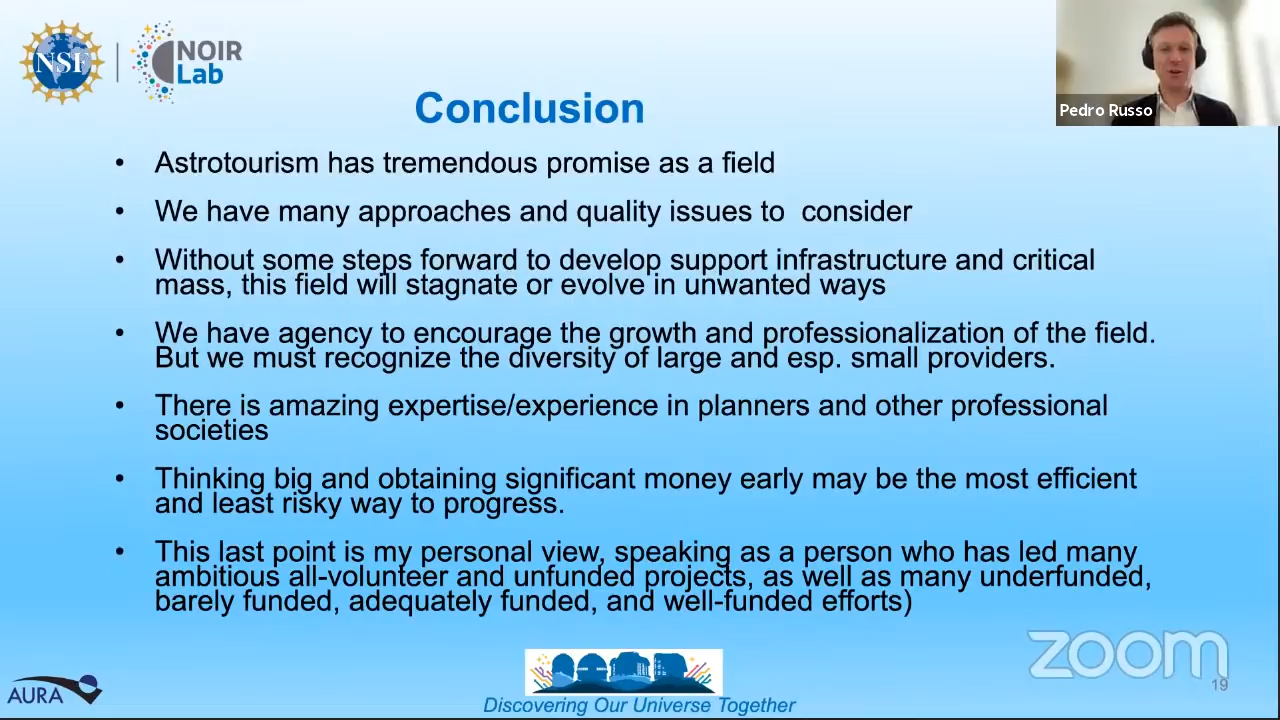 NSF
NOIR
Lab
Pedro Russo
Conclusion
• Astrotourism has tremendous promise as a field
• We have many approaches and quality issues to  consider
• Without some steps forward to develop support infrastructure and critical
mass, this field will stagnate or evolve in unwanted ways
• We have agency to encourage the growth and professionalization of the field.
But we must recognize the diversity of large and esp. small providers.
• There is amazing expertise/experience in planners and other professional
societies
• Thinking big and obtaining significant money early may be the most efficient
and least risky way to progress.
• This last point is my personal view, speaking as a person who has led many
ambitious all-volunteer and unfunded projects, as well as many underfunded,
barely funded, adequately funded, and well-funded efforts)
zoom
19
AURA
Discovering Our Universe Together